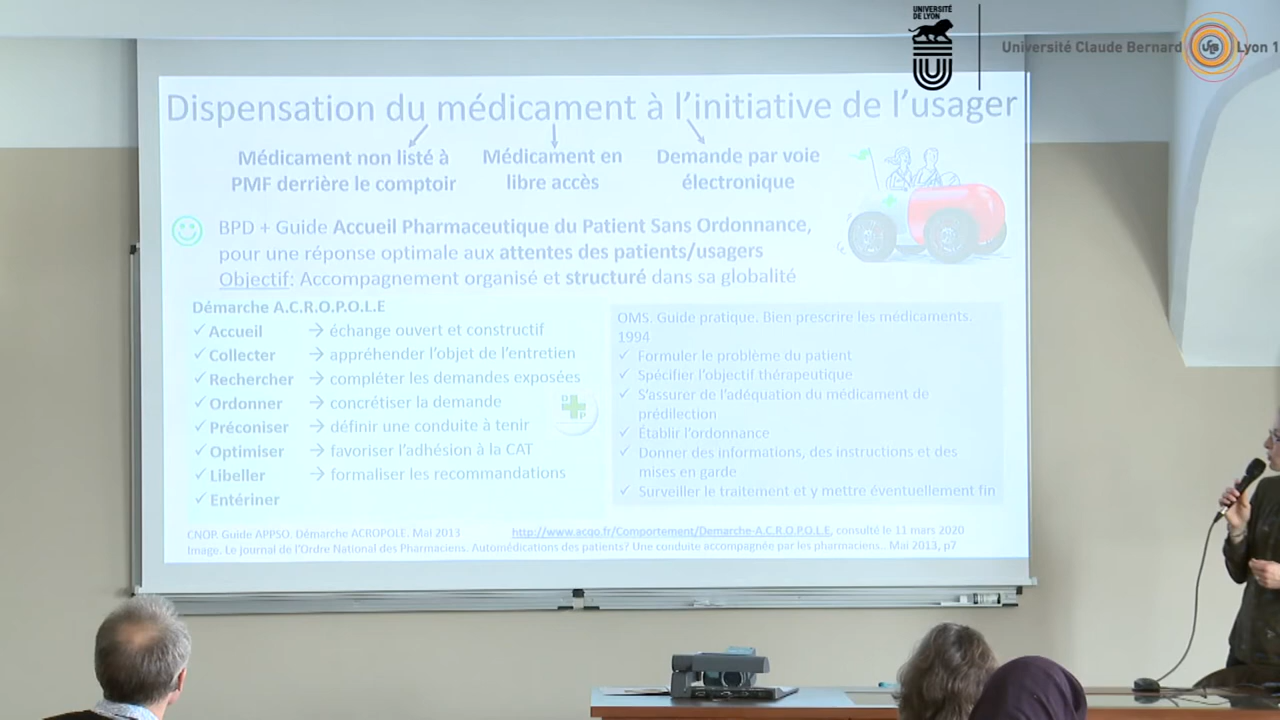 UNIVERSITÉ
DE LYON
Université Claude Bernard
Lyon 1
Dispensation du médicament à l'initiative de l'usager
Médicament non listé à
PMF derrière le comptoir
Médicament en
libre accès
Demande par voie
électronique
BPD + Guide Accueil Pharmaceutique du Patient Sans Ordonnance,
pour une réponse optimale aux attentes des patients/usagers
Objectif: Accompagnement organisé et structuré dans sa globalité
Démarche A.C.R.O.P.O.L.E
✓ Accueil → échange ouvert et constructif
✓ Collecter → appréhender l'objet de l'entretien
✓ Rechercher → compléter les demandes exposées
✓ Ordonner → concrétiser la demande
✓ Préconiser → définir une conduite à tenir
✓ Optimiser → favoriser l'adhésion à la CAT
✓ Libeller → formaliser les recommandations
✓ Entériner
D P
OMS. Guide pratique. Bien prescrire les médicaments.
1994
✓ Formuler le problème du patient
✓ Spécifier l'objectif thérapeutique
✓ S'assurer de l'adéquation du médicament de
prédilection
✓ Établir l'ordonnance
✓ Donner des informations, des instructions et des
mises en garde
✓ Surveiller le traitement et y mettre éventuellement fin
CNOP. Guide APPSO. Démarche ACROPOLE. Mai 2013
http://www.acqo.fr/Comportement/Demarche-A.C.R.O.P.O.L.E, consulté le 11 mars 2020
Image. Le journal de l'Ordre National des Pharmaciens. Automédications des patients? Une conduite accompagnée par les pharmaciens.. Mai 2013, p7